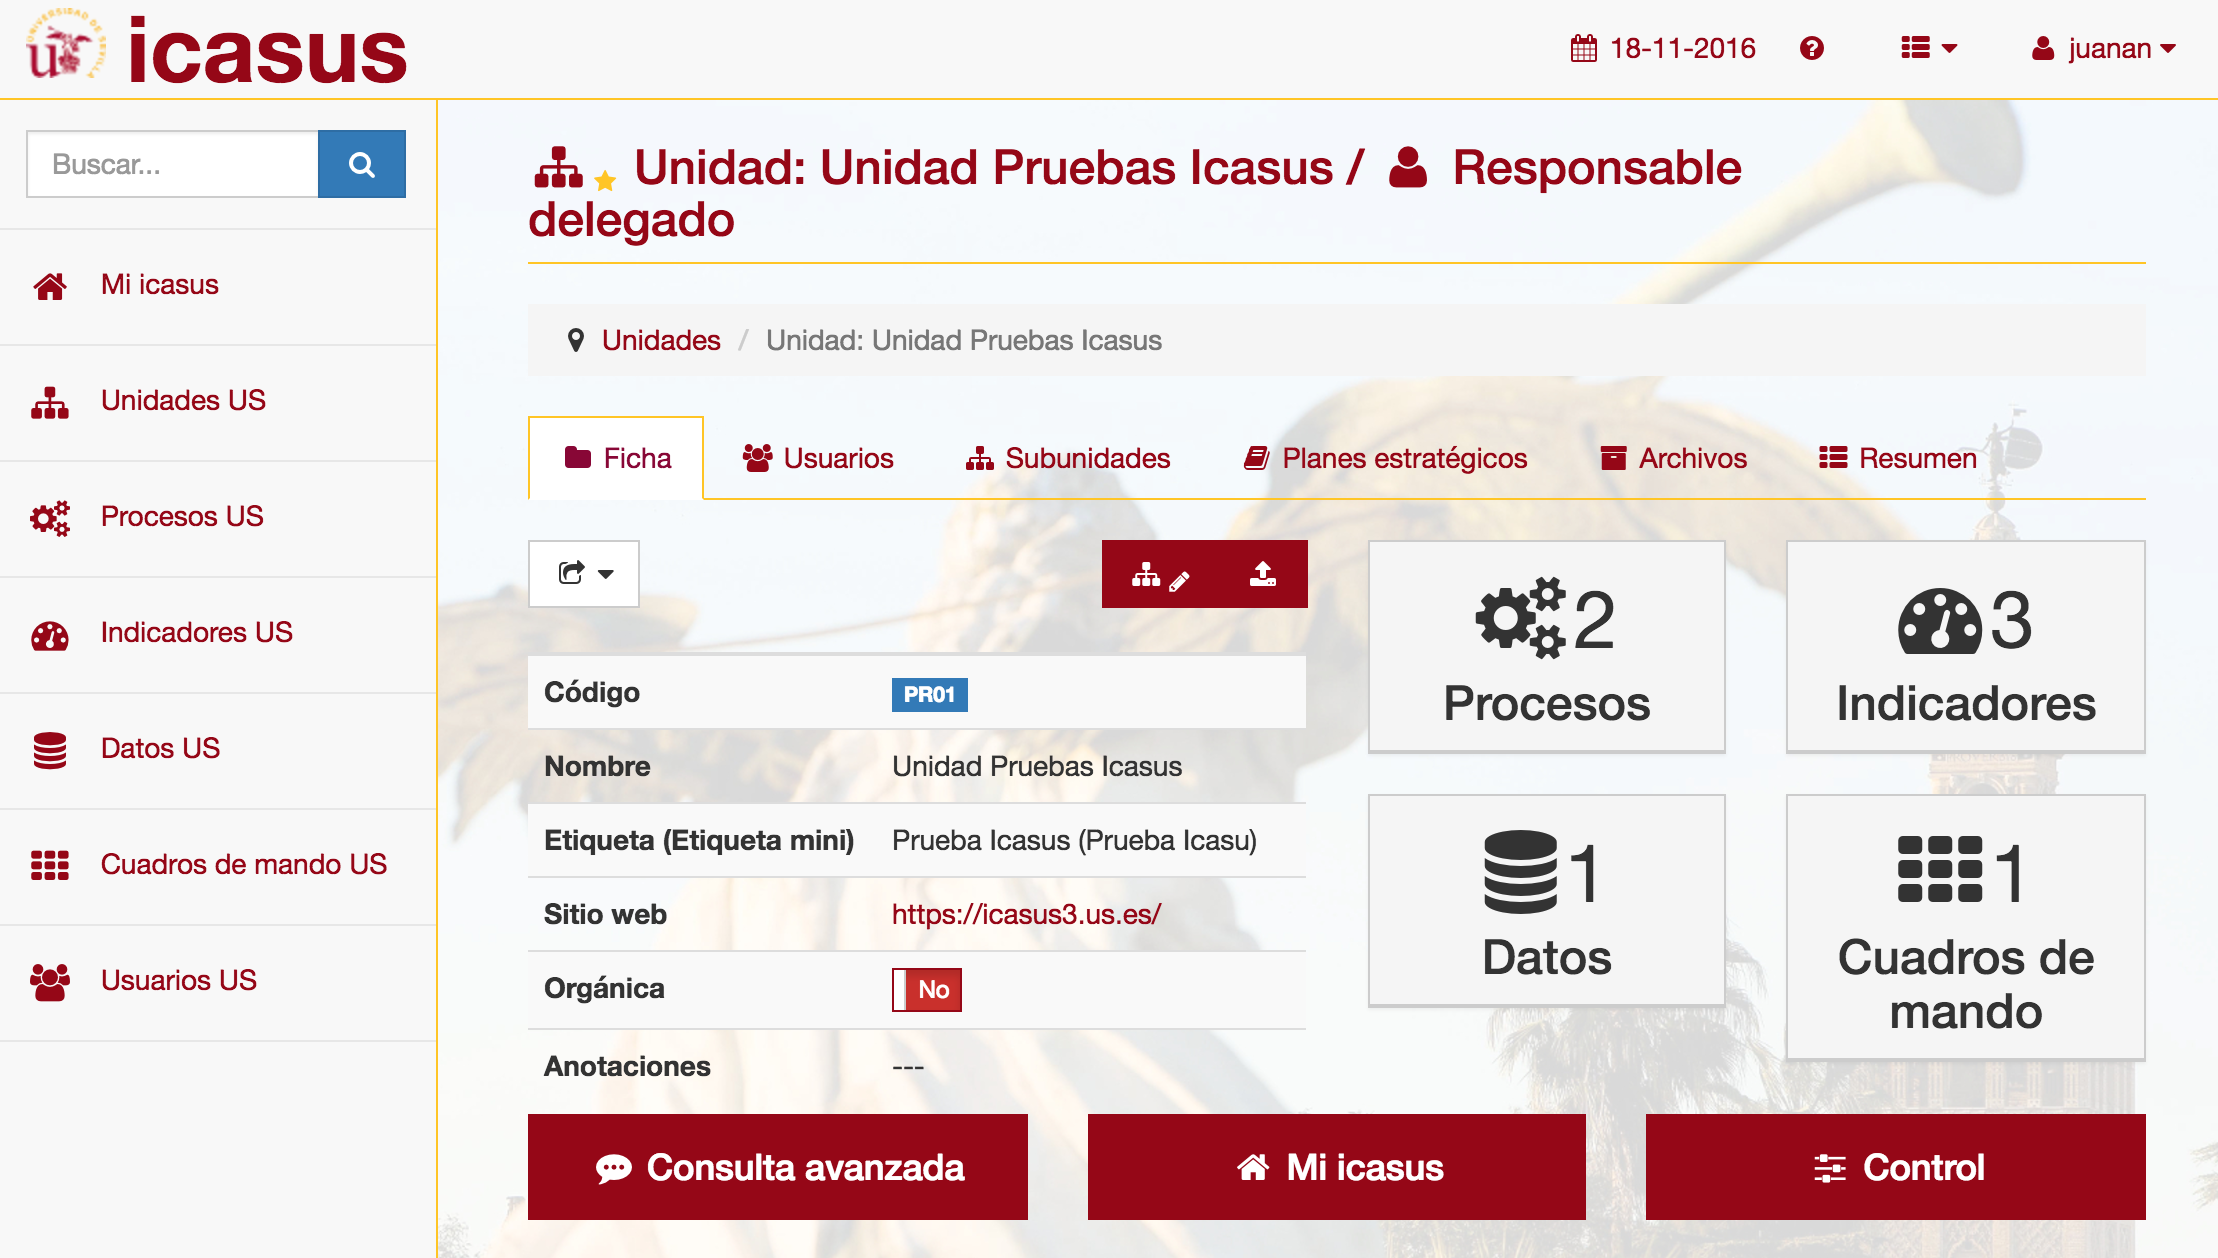 UNIVERSIDAD DE SEVILLA
icasus
18-11-2016
juanan
Buscar...
Mi icasus
Unidades US
Procesos US
Indicadores US
Datos US
Cuadros de mando US
Usuarios US
Unidad: Unidad Pruebas Icasus / Responsable
delegado
Unidades / Unidad: Unidad Pruebas Icasus
Ficha Usuarios Subunidades Planes estratégicos Archivos Resumen
Código PR01
Nombre Unidad Pruebas Icasus
Etiqueta (Etiqueta mini) Prueba Icasus (Prueba Icasu)
Sitio web https://icasus3.us.es/
Orgánica No
Anotaciones ---
2
Procesos
3
Indicadores
1
Datos
1
Cuadros de
mando
Consulta avanzada
Mi icasus
Control